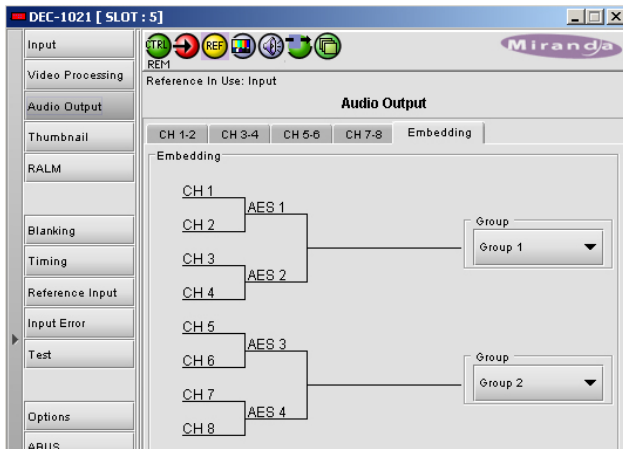 DEC-1021 [ SLOT : 5]
Input
Video Processing
Audio Output
Thumbnail
RALM
Blanking
Timing
Reference Input
Input Error
Test
Options
ABUS
CTRL
REM
REF
Miranda
Reference In Use: Input
Audio Output
CH 1-2
CH 3-4
CH 5-6
CH 7-8
Embedding
Embedding
CH 1
AES 1
CH 2
CH 3
AES 2
CH 4
Group
Group 1
CH 5
AES 3
CH 6
CH 7
AES 4
CH 8
Group
Group 2